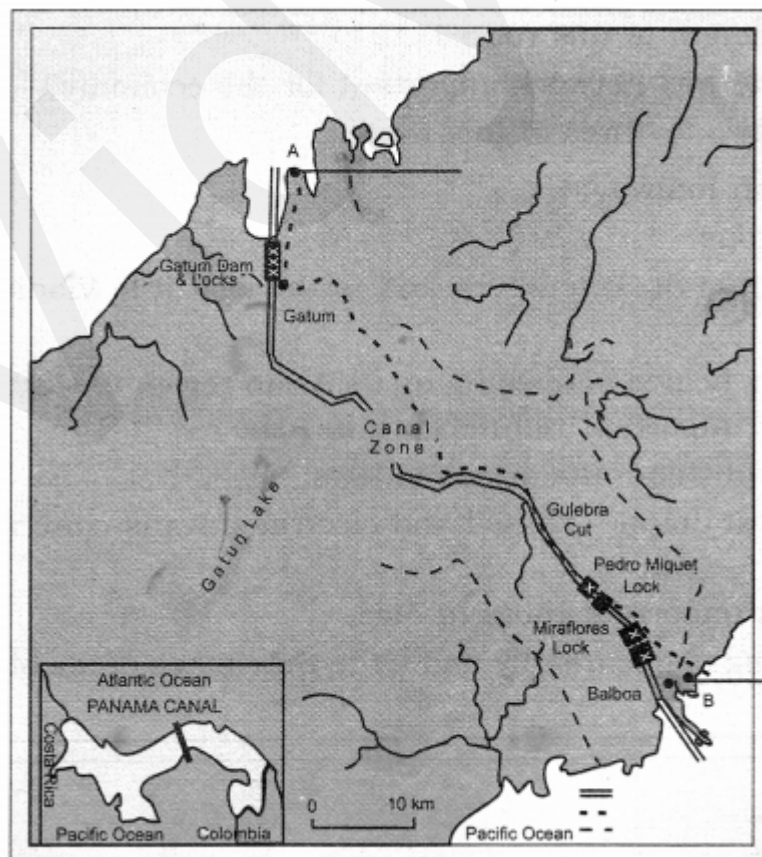 A
Gatum Dam
& Locks
Gatum
Canal
Zone
Gatun Lake
Gulebra
Cut
Pedro Miquet
Lock
Miraflores
Lock
Balboa
B
Atlantic Ocean
PANAMA CANAL
Costa Rica
Pacific Ocean
Colombia
0 10 km
Pacific Ocean